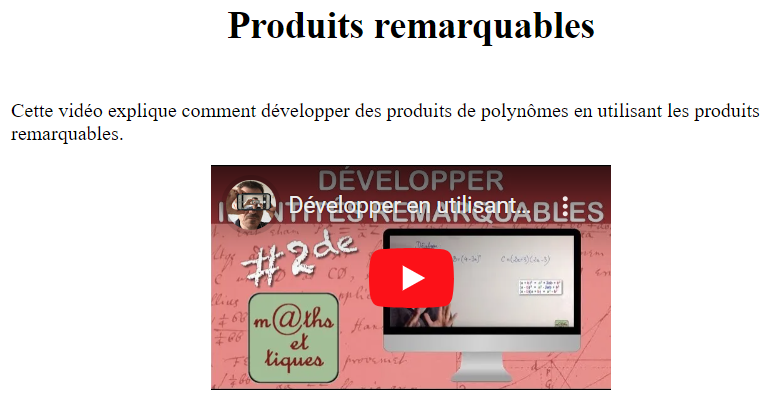 Produits remarquables
Cette vidéo explique comment développer des produits de polynômes en utilisant les produits
remarquables.
DÉVELOPPER
Développer en utilisant...
IDENTITÉS REMARQUABLES
#2de
m@ths
et
tiques